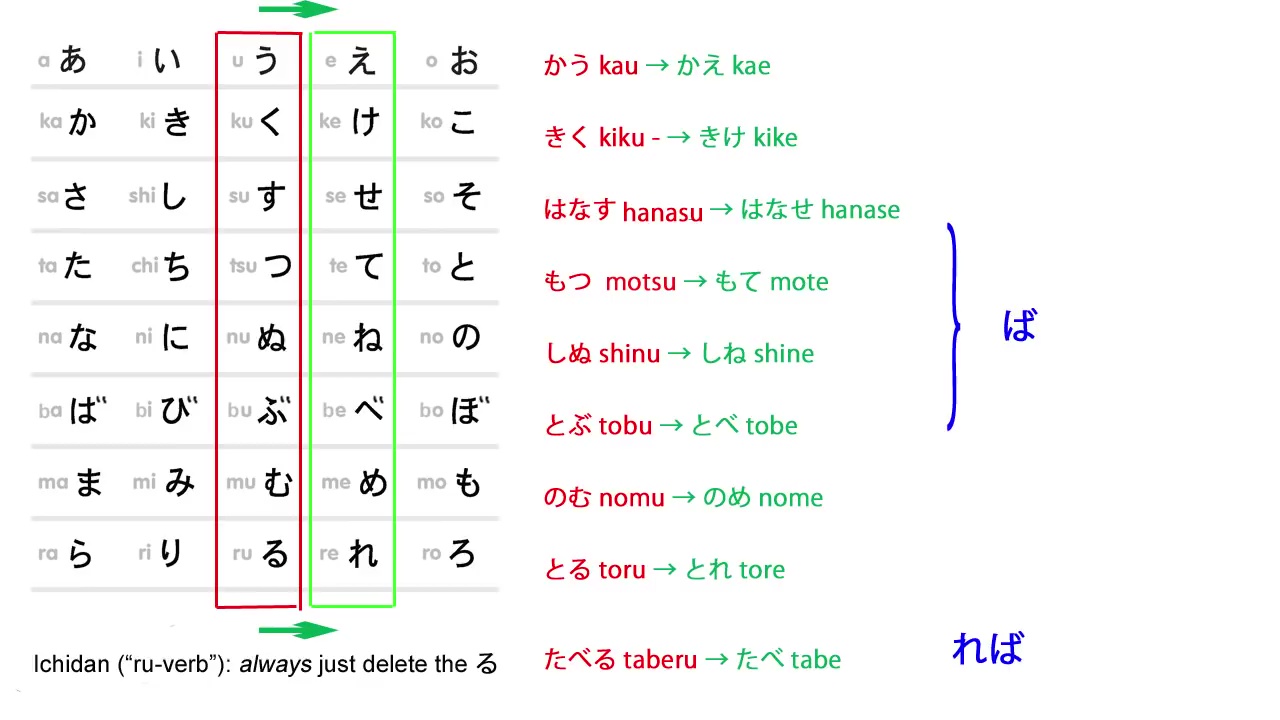 a あ i い u う e え o お かう kau → かえ kae
ka か ki き ku く ke け ko こ きく kiku - → きけ kike
sa さ shi し su す se せ so そ はなす hanasu → はなせ hanase
ta た chi ち tsu つ te て to と もつ motsu → もて mote
na な ni に nu ぬ ne ね no の しぬ shinu → しね shine
ば
ba ば bi び bu ぶ be べ bo ぼ とぶ tobu → とべ tobe
ma ま mi み mu む me め mo も のむ nomu → のめ nome
ra ら ri り ru る re れ ro ろ とる toru → とれ tore
Ichidan (“ru-verb”): always just delete the る たべる taberu → たべ tabe れば